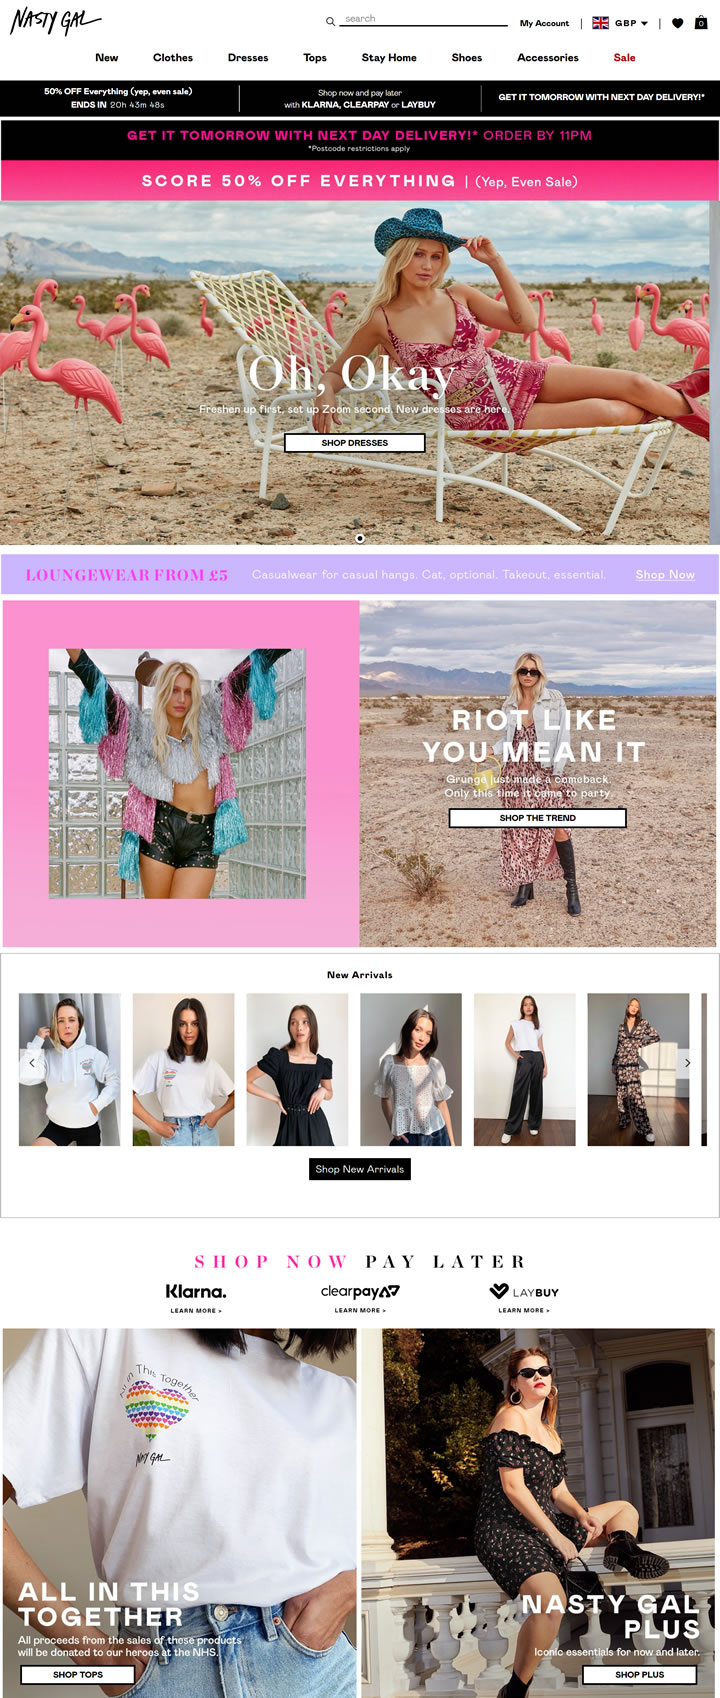 NASTY GAL
search
My Account
GBP
0
New
Clothes
Dresses
Tops
Stay Home
Shoes
Accessories
Sale
50% OFF Everything (yep, even sale)
ENDS IN 20h 43m 48s
Shop now and pay later
with KLARNA, CLEARPAY or LAYBUY
GET IT TOMORROW WITH NEXT DAY DELIVERY!*
GET IT TOMORROW WITH NEXT DAY DELIVERY!* ORDER BY 11PM
*Postcode restrictions apply
SCORE 50% OFF EVERYTHING | (Yep, Even Sale)
Oh, Okay
Freshen up first, set up Zoom second. New dresses are here.
SHOP DRESSES
LOUNGEWEAR FROM £5
Casualwear for casual hangs. Cat, optional. Takeout, essential.
Shop Now
RIOT LIKE
YOU MEAN IT
Grunge just made a comeback.
Only this time it came to party.
SHOP THE TREND
New Arrivals
Shop New Arrivals
SHOP NOW PAY LATER
Klarna.
LEARN MORE >
clearpay
LEARN MORE >
LAYBUY
LEARN MORE >
All in This Together
NASTY GAL
ALL IN THIS
TOGETHER
All proceeds from the sales of these products
will be donated to our heroes at the NHS.
SHOP TOPS
NASTY GAL
PLUS
Iconic essentials for now and later.
SHOP PLUS